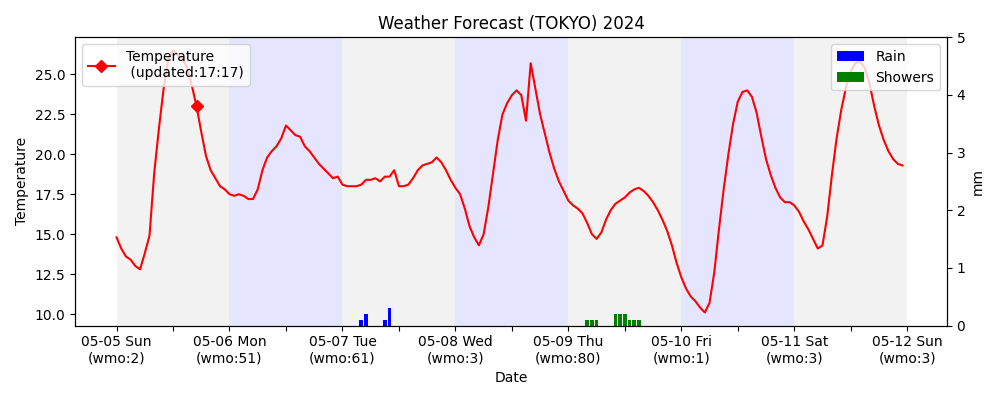 Weather Forecast (TOKYO) 2024
Temperature
(updated:17:17)
Rain
Showers
25.0
22.5
20.0
17.5
15.0
12.5
10.0
Temperature
5
4
3
2
1
0
mm
05-05 Sun
(wmo:2)
05-06 Mon
(wmo:51)
05-07 Tue
(wmo:61)
05-08 Wed
(wmo:3)
05-09 Thu
(wmo:80)
05-10 Fri
(wmo:1)
05-11 Sat
(wmo:3)
05-12 Sun
(wmo:3)
Date